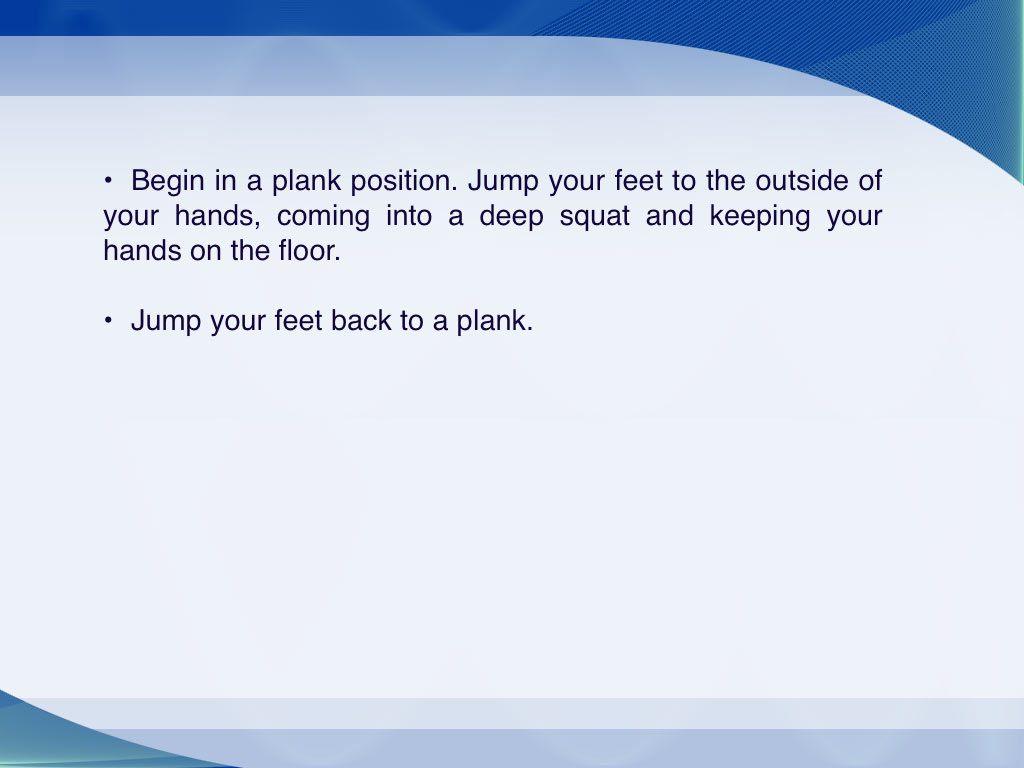 • Begin in a plank position. Jump your feet to the outside of
your hands, coming into a deep squat and keeping your
hands on the floor.
• Jump your feet back to a plank.